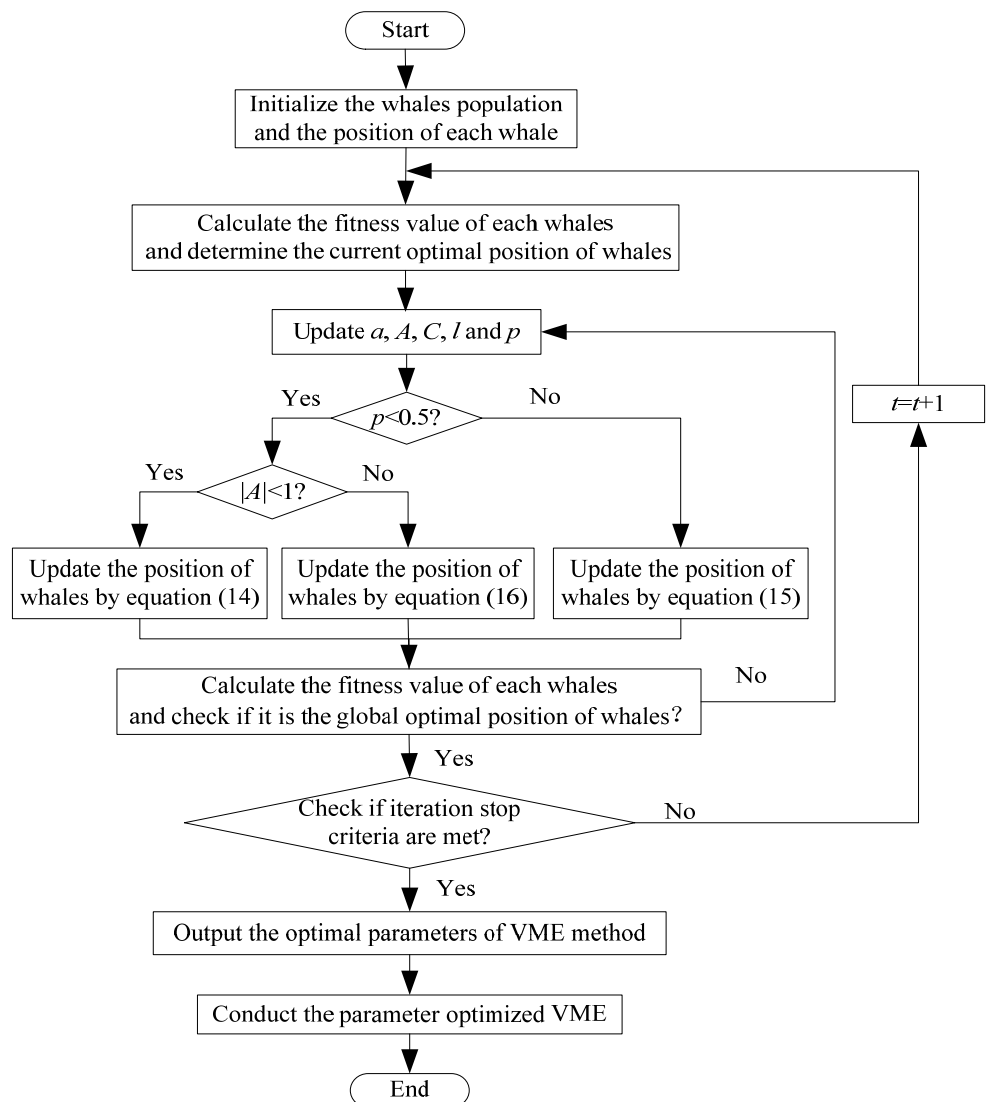 Start
Initialize the whales population
and the position of each whale
Calculate the fitness value of each whales
and determine the current optimal position of whales
Update a, A, C, l and p
t=t+1
Yes
No
p<0.5?
Yes
No
|A|<1?
Update the position of
whales by equation (14)
Update the position of
whales by equation (16)
Update the position of
whales by equation (15)
Calculate the fitness value of each whales
and check if it is the global optimal position of whales?
No
Yes
Check if iteration stop
criteria are met?
No
Yes
Output the optimal parameters of VME method
Conduct the parameter optimized VME
End